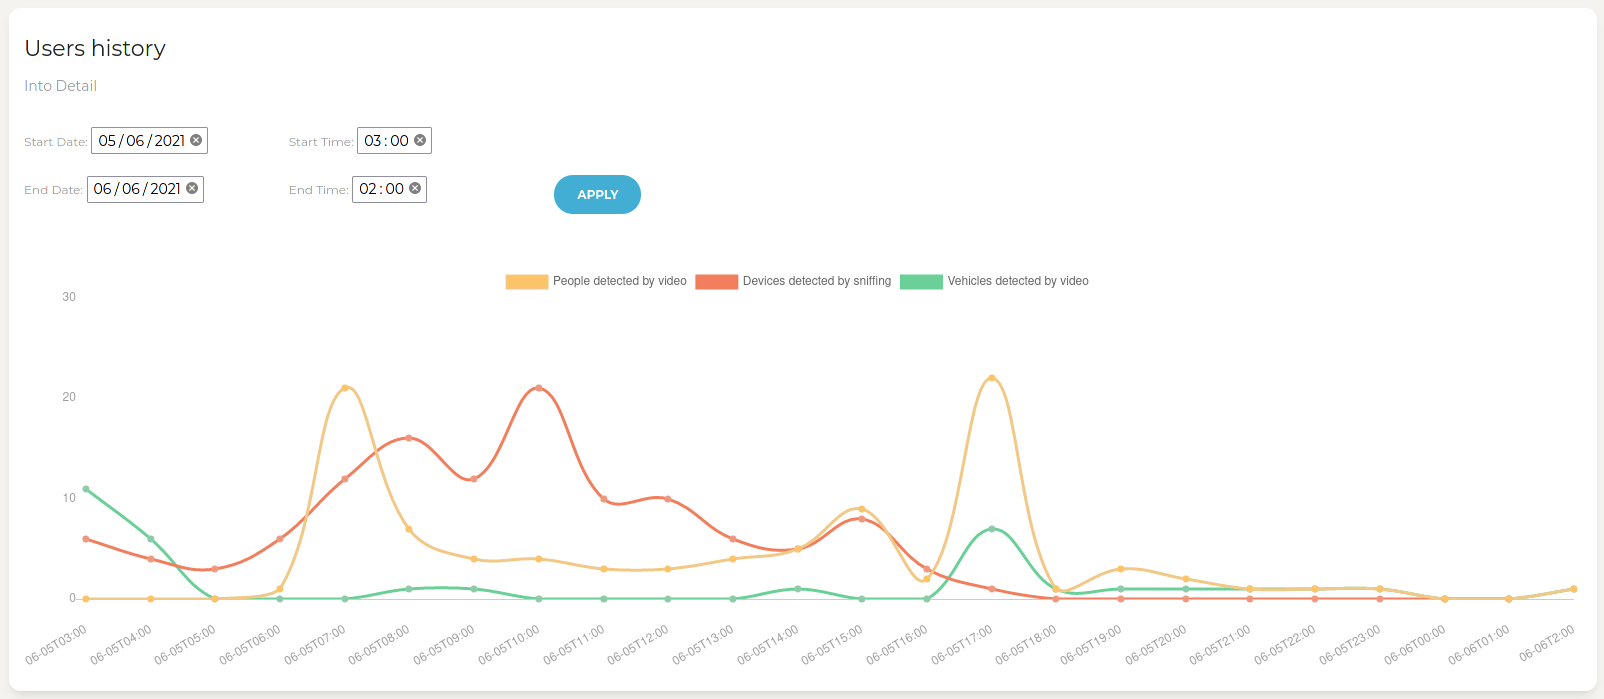 Users history
Into Detail
Start Date: 05/06/2021 Start Time: 03:00
End Date: 06/06/2021 End Time: 02:00 APPLY
People detected by video Devices detected by sniffing Vehicles detected by video
30
20
10
0
06-05T03:00 06-05T04:00 06-05T05:00 06-05T06:00 06-05T07:00 06-05T08:00 06-05T09:00 06-05T10:00 06-05T11:00 06-05T12:00 06-05T13:00 06-05T14:00 06-05T15:00 06-05T16:00 06-05T17:00 06-05T18:00 06-05T19:00 06-05T20:00 06-05T21:00 06-05T22:00 06-05T23:00 06-06T00:00 06-06T01:00 06-06T2:00